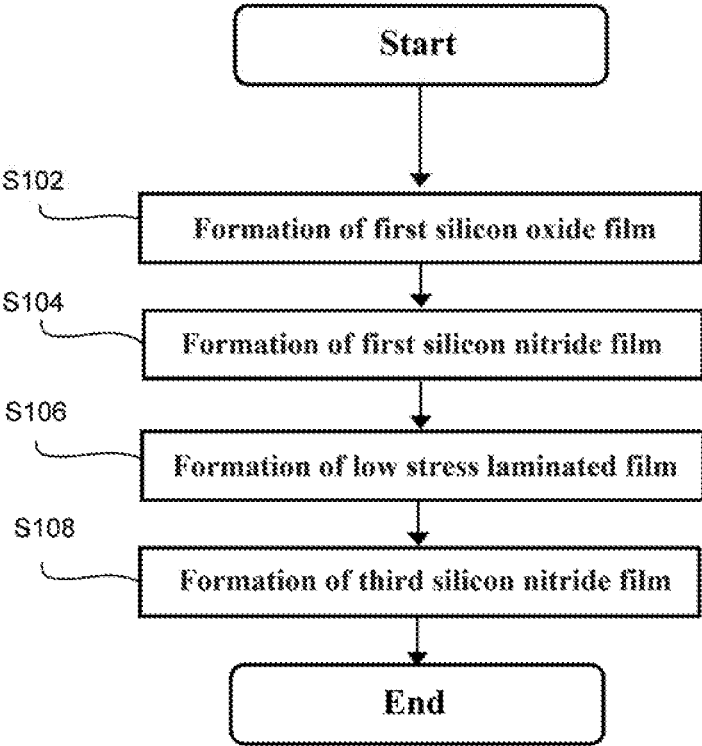 Start
S102
Formation of first silicon oxide film
S104
Formation of first silicon nitride film
S106
Formation of low stress laminated film
S108
Formation of third silicon nitride film
End